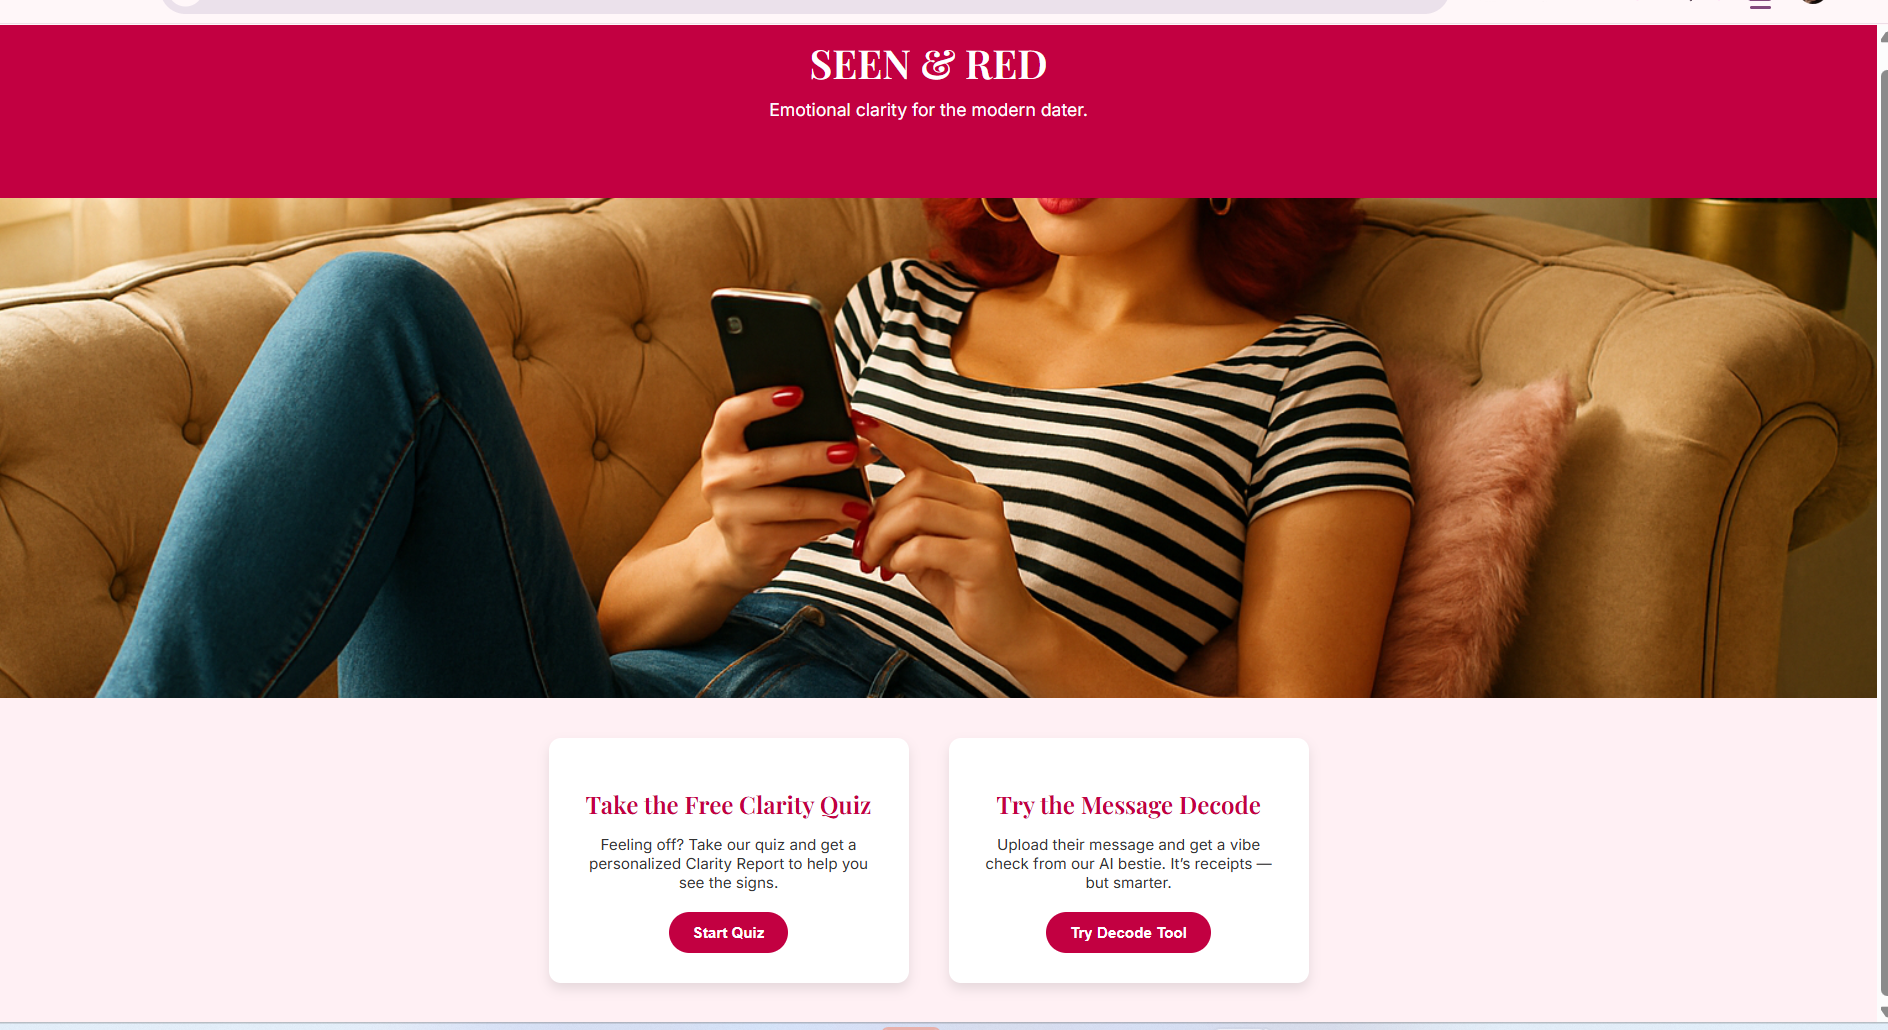 SEEN & RED
Emotional clarity for the modern dater.
Take the Free Clarity Quiz
Feeling off? Take our quiz and get a
personalized Clarity Report to help you
see the signs.
Start Quiz
Try the Message Decode
Upload their message and get a vibe
check from our AI bestie. It’s receipts —
but smarter.
Try Decode Tool